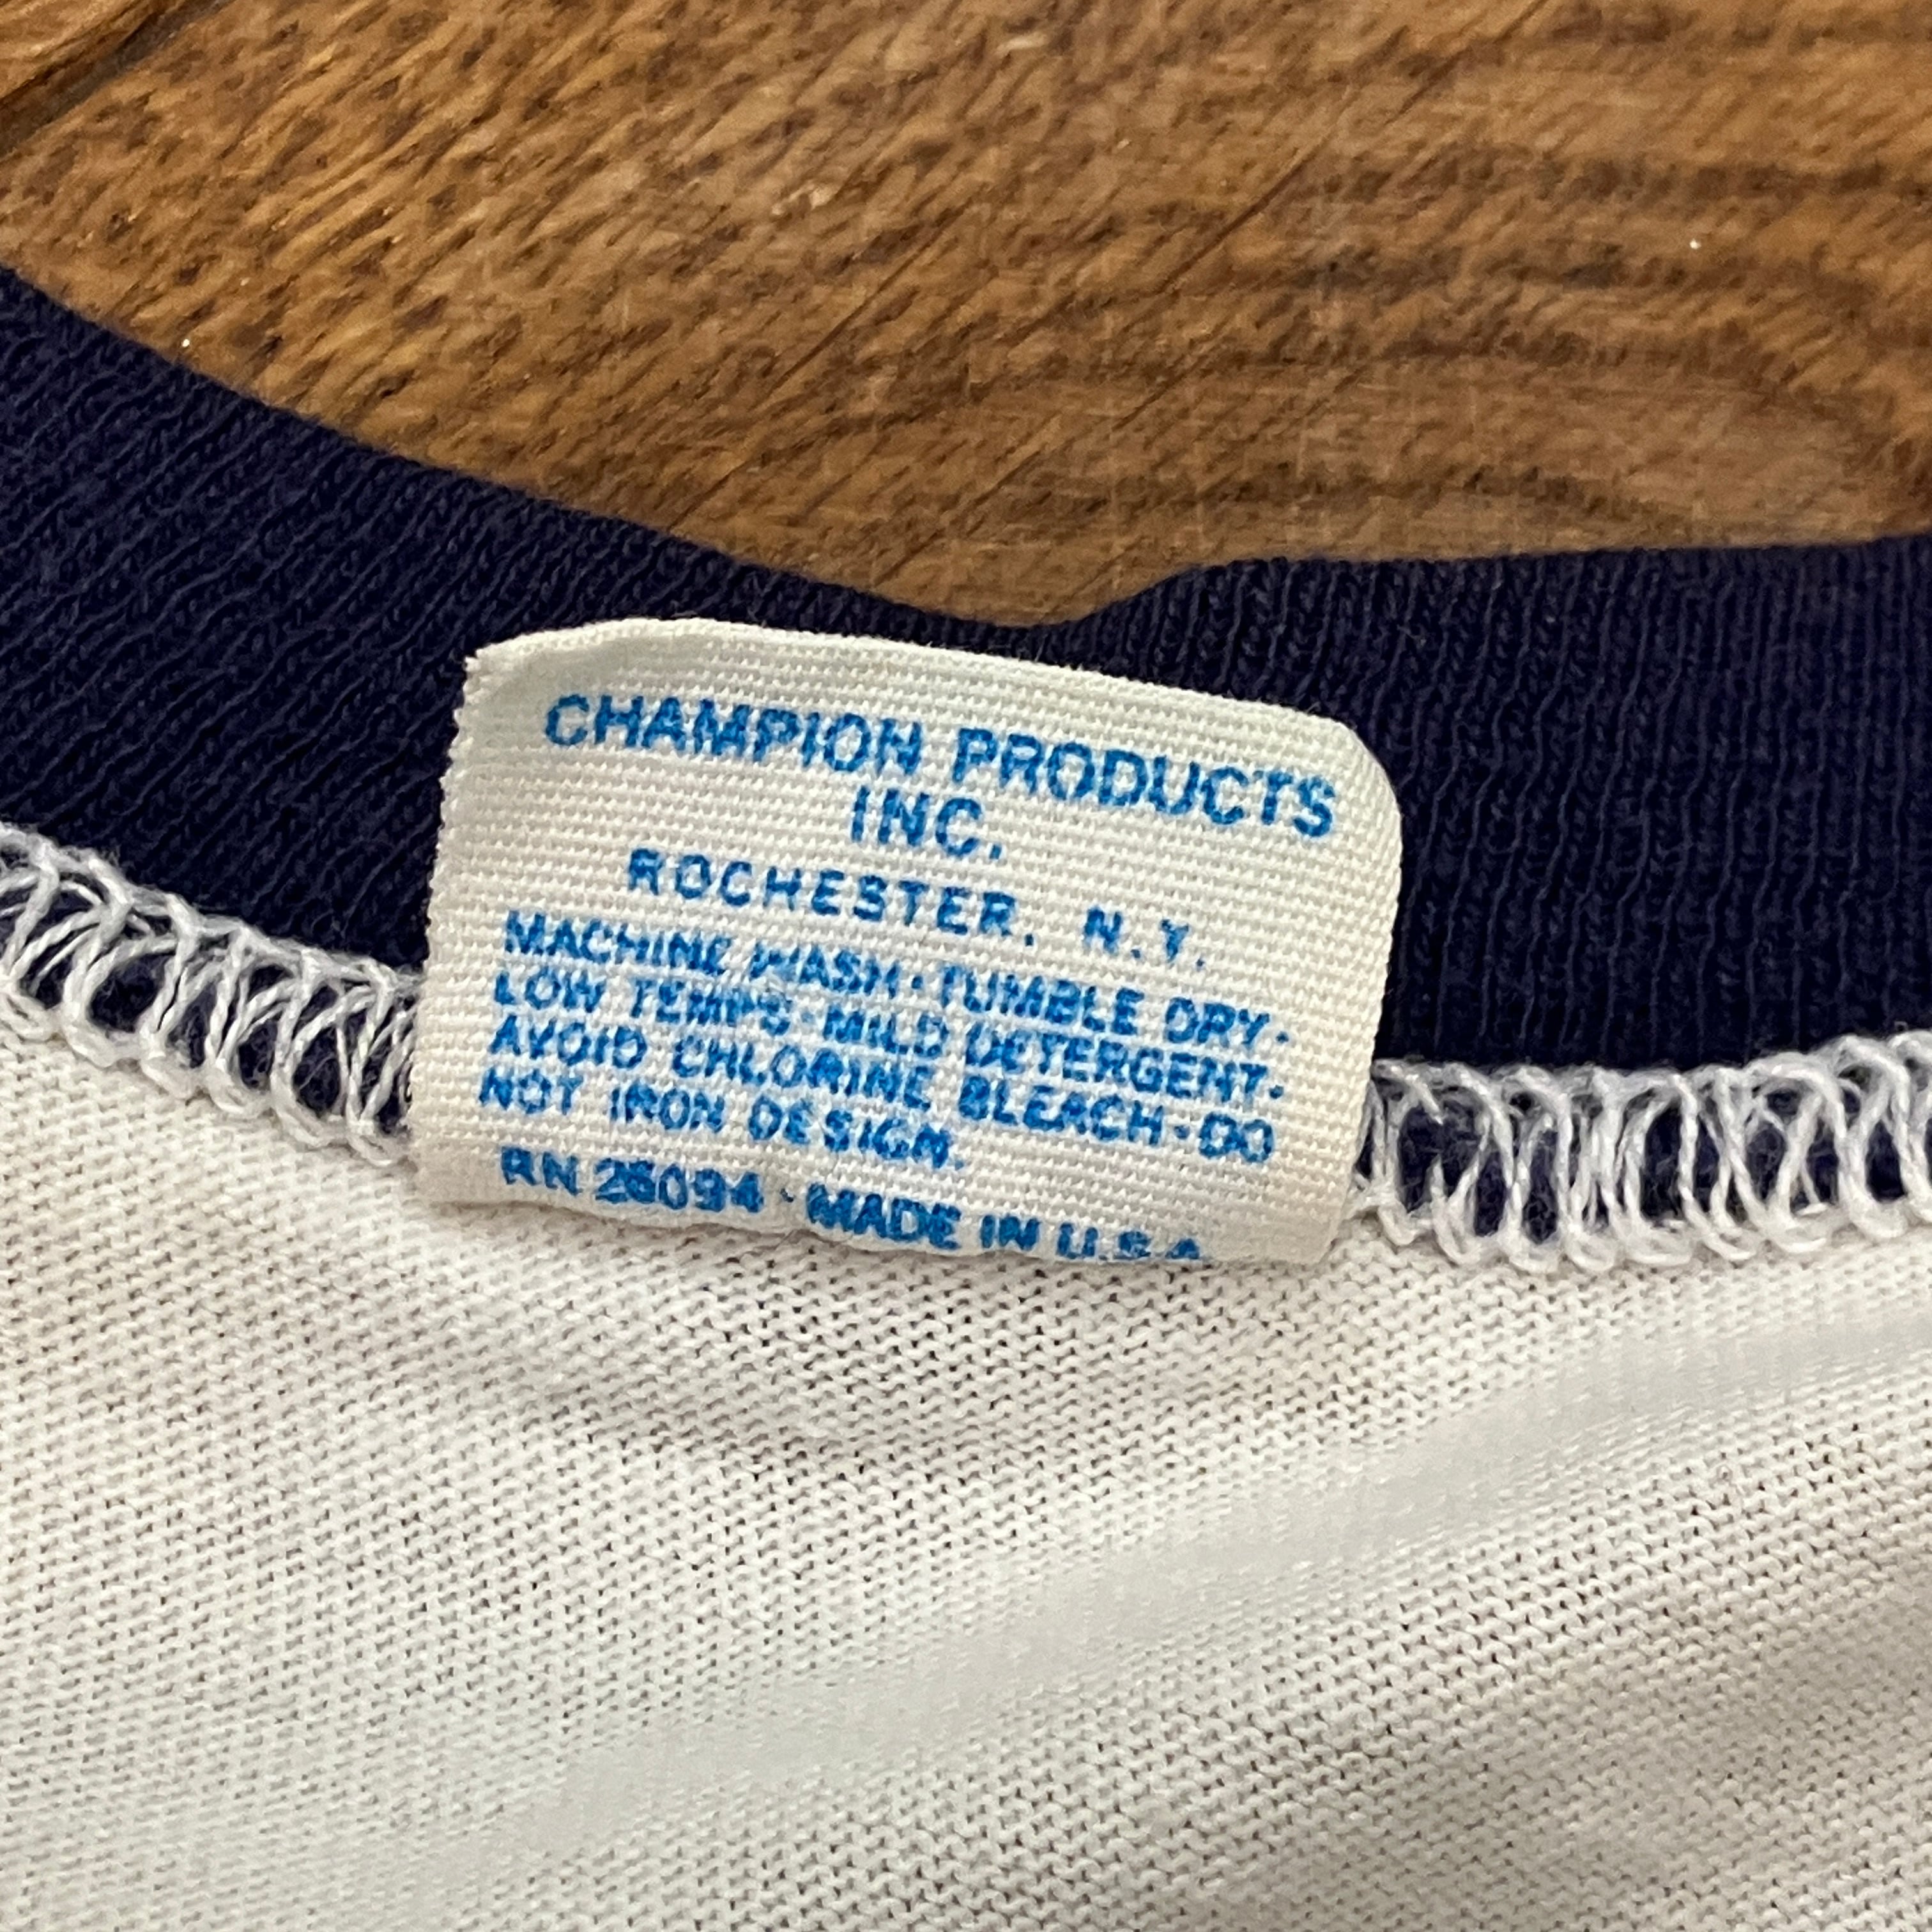 CHAMPION PRODUCTS
INC.
ROCHESTER, N.Y.
MACHINE WASH · TUMBLE DRY ·
LOW TEMPS · MILD DETERGENT ·
AVOID CHLORINE BLEACH · DO
NOT IRON DESIGN.
RN 26094 · MADE IN U.S.A.